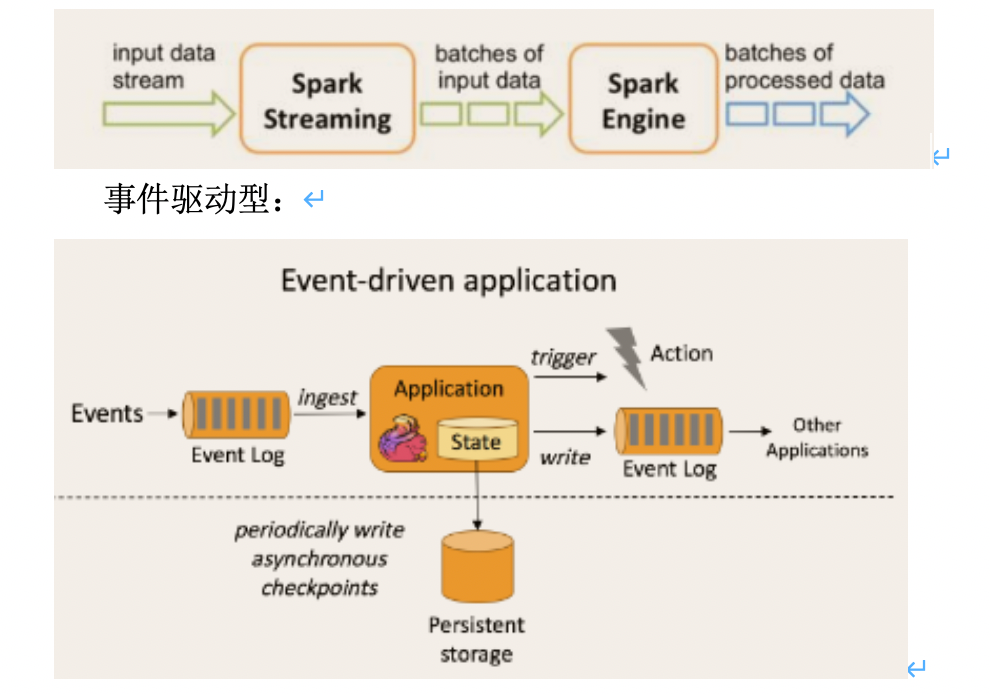 input data
stream
Spark
Streaming
batches of
input data
Spark
Engine
batches of
processed data
事件驱动型：
Event-driven application
Events
Event Log
ingest
Application
State
trigger
Action
write
Event Log
Other
Applications
periodically write
asynchronous
checkpoints
Persistent
storage